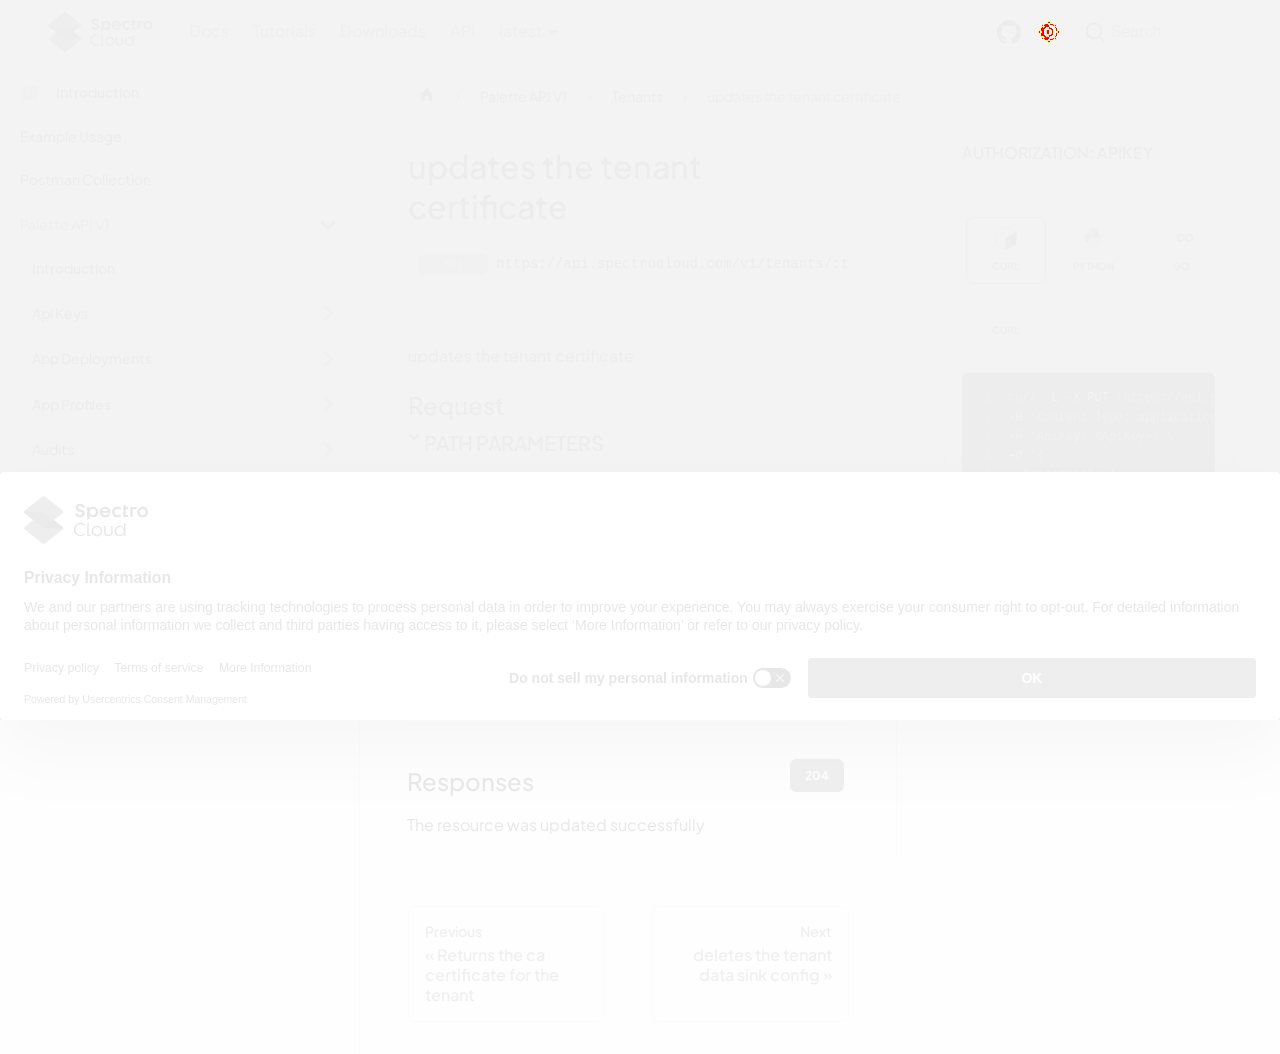 Spectro Cloud
Docs Tutorials Downloads API latest
Search
Introduction
Example Usage
Postman Collection
Palette API V1
Introduction
Api Keys
App Deployments
App Profiles
Audits
Palette API V1
Tenants
updates the tenant certificate
updates the tenant
certificate
https://api.spectrocloud.com/v1/tenants/:t
updates the tenant certificate
Request
PATH PARAMETERS
AUTHORIZATION: APIKEY
CURL
PYTHON
GO
CURL
PUT
Spectro
Cloud
Privacy Information
We and our partners are using tracking technologies to process personal data in order to improve your experience. You may always exercise your consumer right to opt-out. For detailed information
about personal information we collect and third parties having access to it, please select ‘More Information’ or refer to our privacy policy.
Privacy policy Terms of service More Information
Do not sell my personal information
OK
Powered by Usercentrics Consent Management
Responses
204
The resource was updated successfully
Previous
« Returns the ca
certificate for the
tenant
Next
deletes the tenant
data sink config »